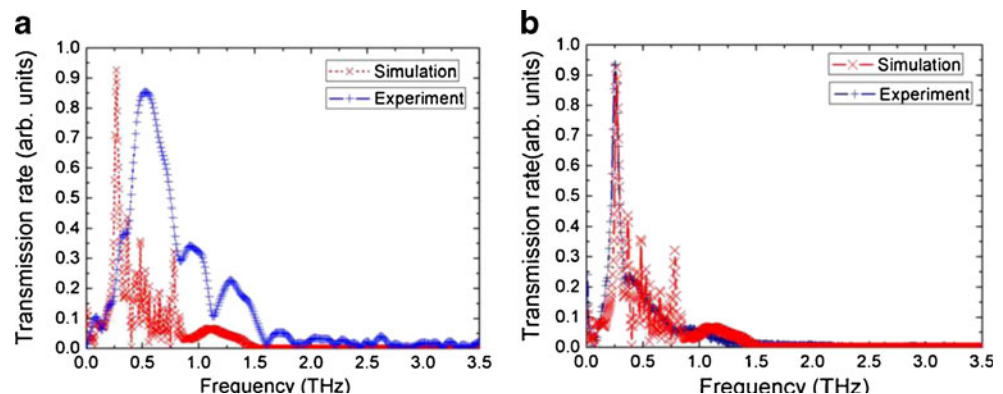 a
Transmission rate (arb. units)
1.0
0.9
0.8
0.7
0.6
0.5
0.4
0.3
0.2
0.1
0.0
Simulation
Experiment
0.0 0.5 1.0 1.5 2.0 2.5 3.0 3.5
Frequency (THz)
b
Transmission rate(arb. units)
1.0
0.9
0.8
0.7
0.6
0.5
0.4
0.3
0.2
0.1
0.0
Simulation
Experiment
0.0 0.5 1.0 1.5 2.0 2.5 3.0 3.5
Frequency (THz)